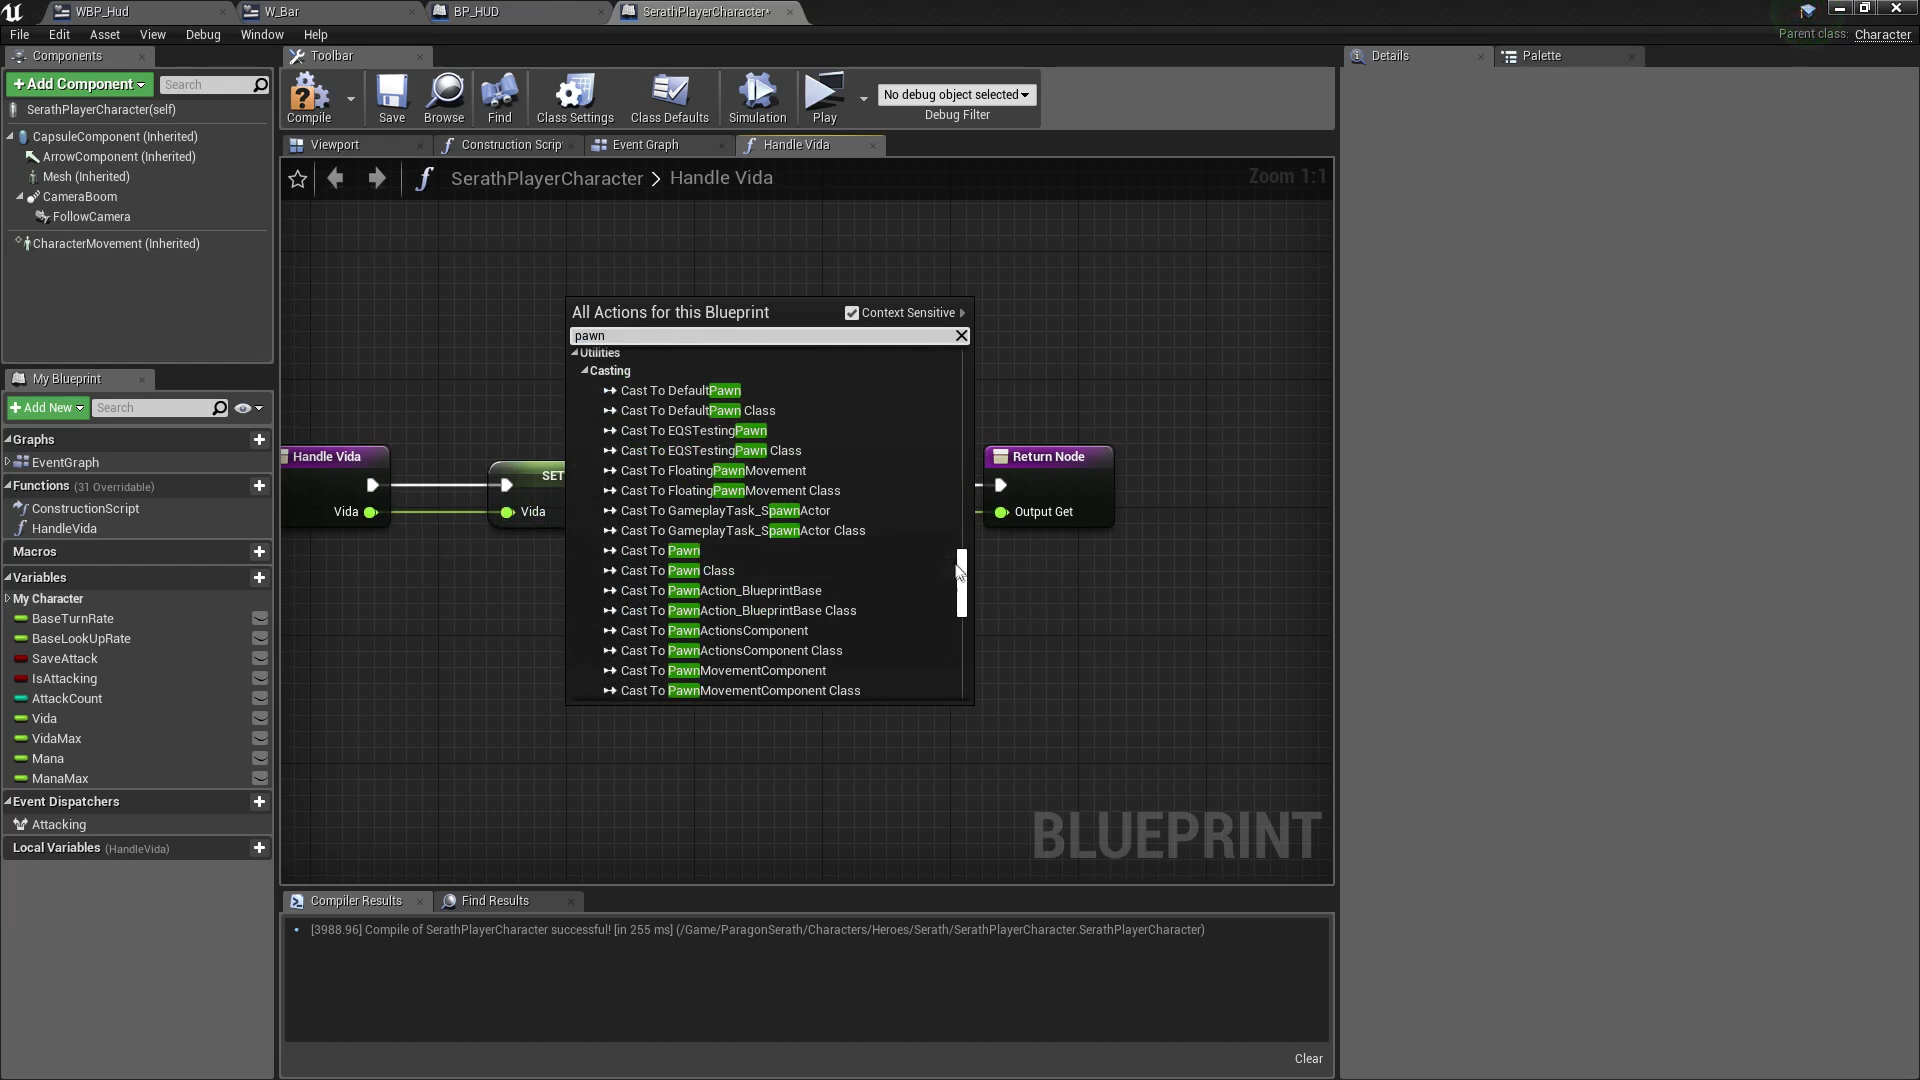 WBP_Hud
W_Bar
BP_HUD
SerathPlayerCharacter*
File Edit Asset View Debug Window Help
Parent class: Character
Components
Toolbar
Details
Palette
+Add Component
Search
SerathPlayerCharacter(self)
CapsuleComponent (Inherited)
ArrowComponent (Inherited)
Mesh (Inherited)
CameraBoom
FollowCamera
CharacterMovement (Inherited)
Compile
Save
Browse
Find
Class Settings
Class Defaults
Simulation
Play
No debug object selected
Debug Filter
Viewport
Construction Scrip
Event Graph
Handle Vida
SerathPlayerCharacter > Handle Vida
Zoom 1:1
My Blueprint
+Add New
Search
Graphs
EventGraph
Functions (31 Overridable)
ConstructionScript
HandleVida
Macros
Variables
My Character
BaseTurnRate
BaseLookUpRate
SaveAttack
IsAttacking
AttackCount
Vida
VidaMax
Mana
ManaMax
Event Dispatchers
Attacking
Local Variables (HandleVida)
Handle Vida
Vida
SET
Vida
All Actions for this Blueprint
Context Sensitive
pawn
Utilities
Casting
Cast To DefaultPawn
Cast To DefaultPawn Class
Cast To EQSTestingPawn
Cast To EQSTestingPawn Class
Cast To FloatingPawnMovement
Cast To FloatingPawnMovement Class
Cast To GameplayTask_SpawnActor
Cast To GameplayTask_SpawnActor Class
Cast To Pawn
Cast To Pawn Class
Cast To PawnAction_BlueprintBase
Cast To PawnAction_BlueprintBase Class
Cast To PawnActionsComponent
Cast To PawnActionsComponent Class
Cast To PawnMovementComponent
Cast To PawnMovementComponent Class
Return Node
Output Get
BLUEPRINT
Compiler Results
Find Results
[3988.96] Compile of SerathPlayerCharacter successful! [in 255 ms] (/Game/ParagonSerath/Characters/Heroes/Serath/SerathPlayerCharacter.SerathPlayerCharacter)
Clear